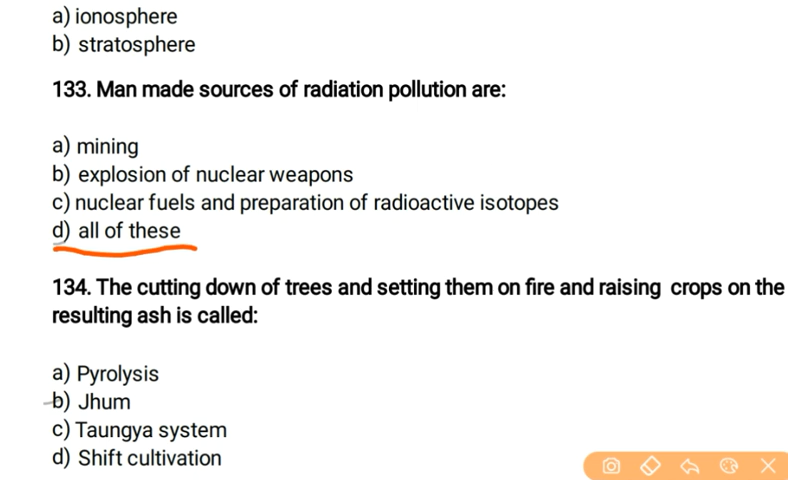 a) ionosphere
b) stratosphere
133. Man made sources of radiation pollution are:
a) mining
b) explosion of nuclear weapons
c) nuclear fuels and preparation of radioactive isotopes
d) all of these
134. The cutting down of trees and setting them on fire and raising crops on the
resulting ash is called:
a) Pyrolysis
b) Jhum
c) Taungya system
d) Shift cultivation